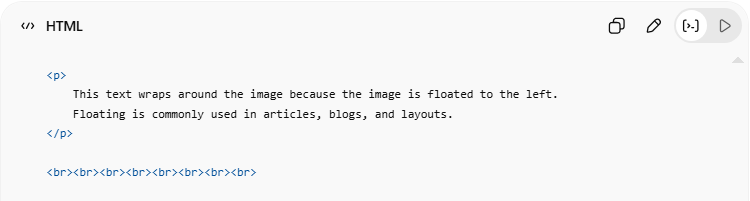 HTML
<p>
This text wraps around the image because the image is floated to the left.
Floating is commonly used in articles, blogs, and layouts.
</p>
<br><br><br><br><br><br><br><br>